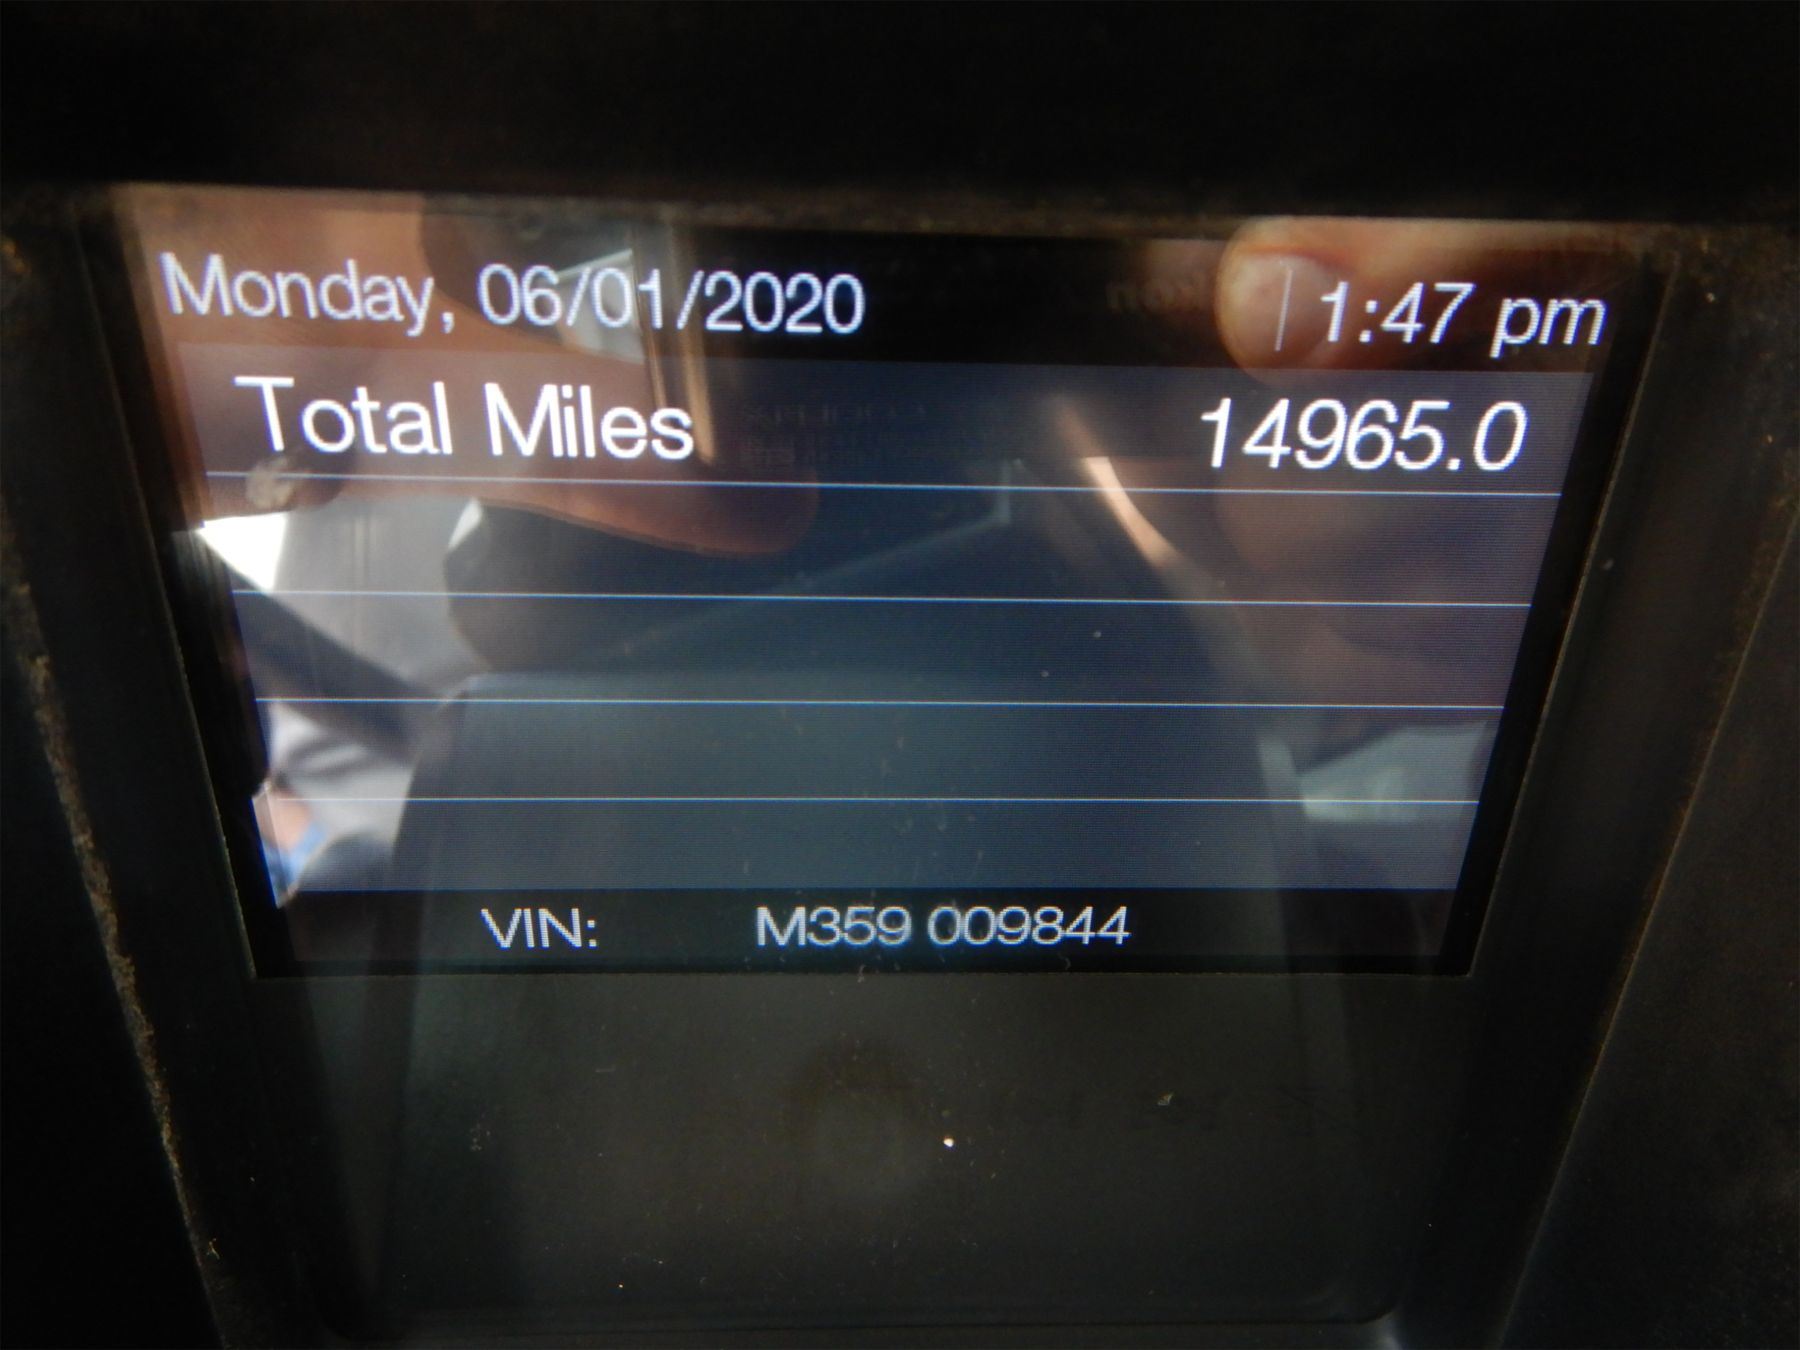 Monday, 06/01/2020 1:47 pm
Total Miles 14965.0
VIN: M359 009844